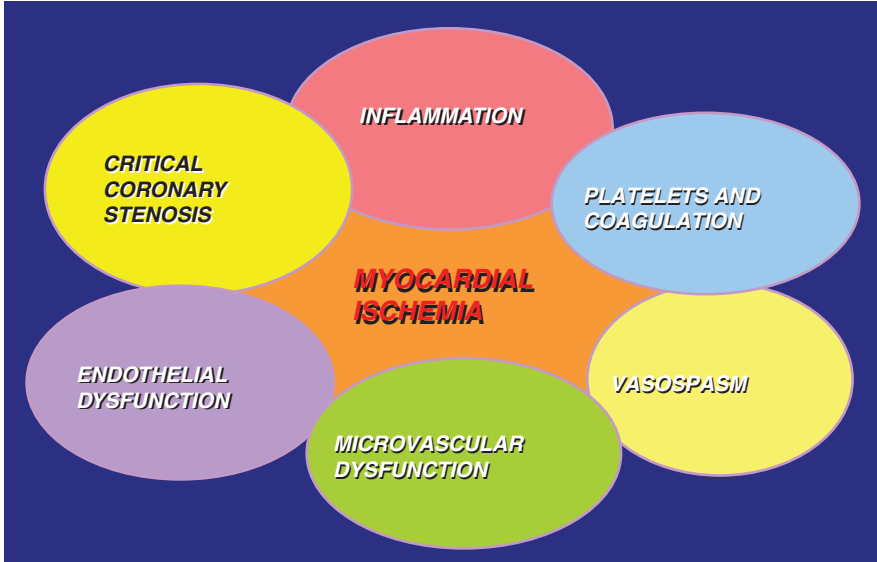 INFLAMMATION
CRITICAL
CORONARY
STENOSIS
PLATELETS AND
COAGULATION
MYOCARDIAL
ISCHEMIA
ENDOTHELIAL
DYSFUNCTION
VASOSPASM
MICROVASCULAR
DYSFUNCTION